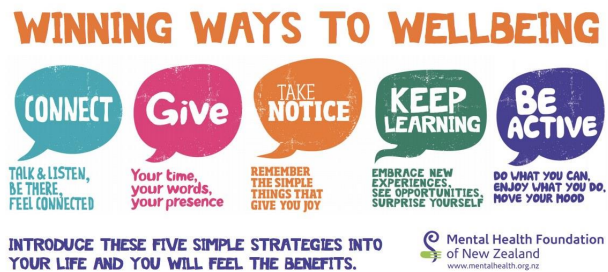 WINNING WAYS TO WELLBEING
CONNECT
TALK & LISTEN,
BE THERE,
FEEL CONNECTED
Give
Your time,
your words,
your presence
TAKE
NOTICE
REMEMBER
THE SIMPLE
THINGS THAT
GIVE YOU JOY
KEEP
LEARNING
EMBRACE NEW
EXPERIENCES,
SEE OPPORTUNITIES,
SURPRISE YOURSELF
BE
ACTIVE
DO WHAT YOU CAN,
ENJOY WHAT YOU DO,
MOVE YOUR MOOD
INTRODUCE THESE FIVE SIMPLE STRATEGIES INTO
YOUR LIFE AND YOU WILL FEEL THE BENEFITS.
Mental Health Foundation
of New Zealand
www.mentalhealth.org.nz